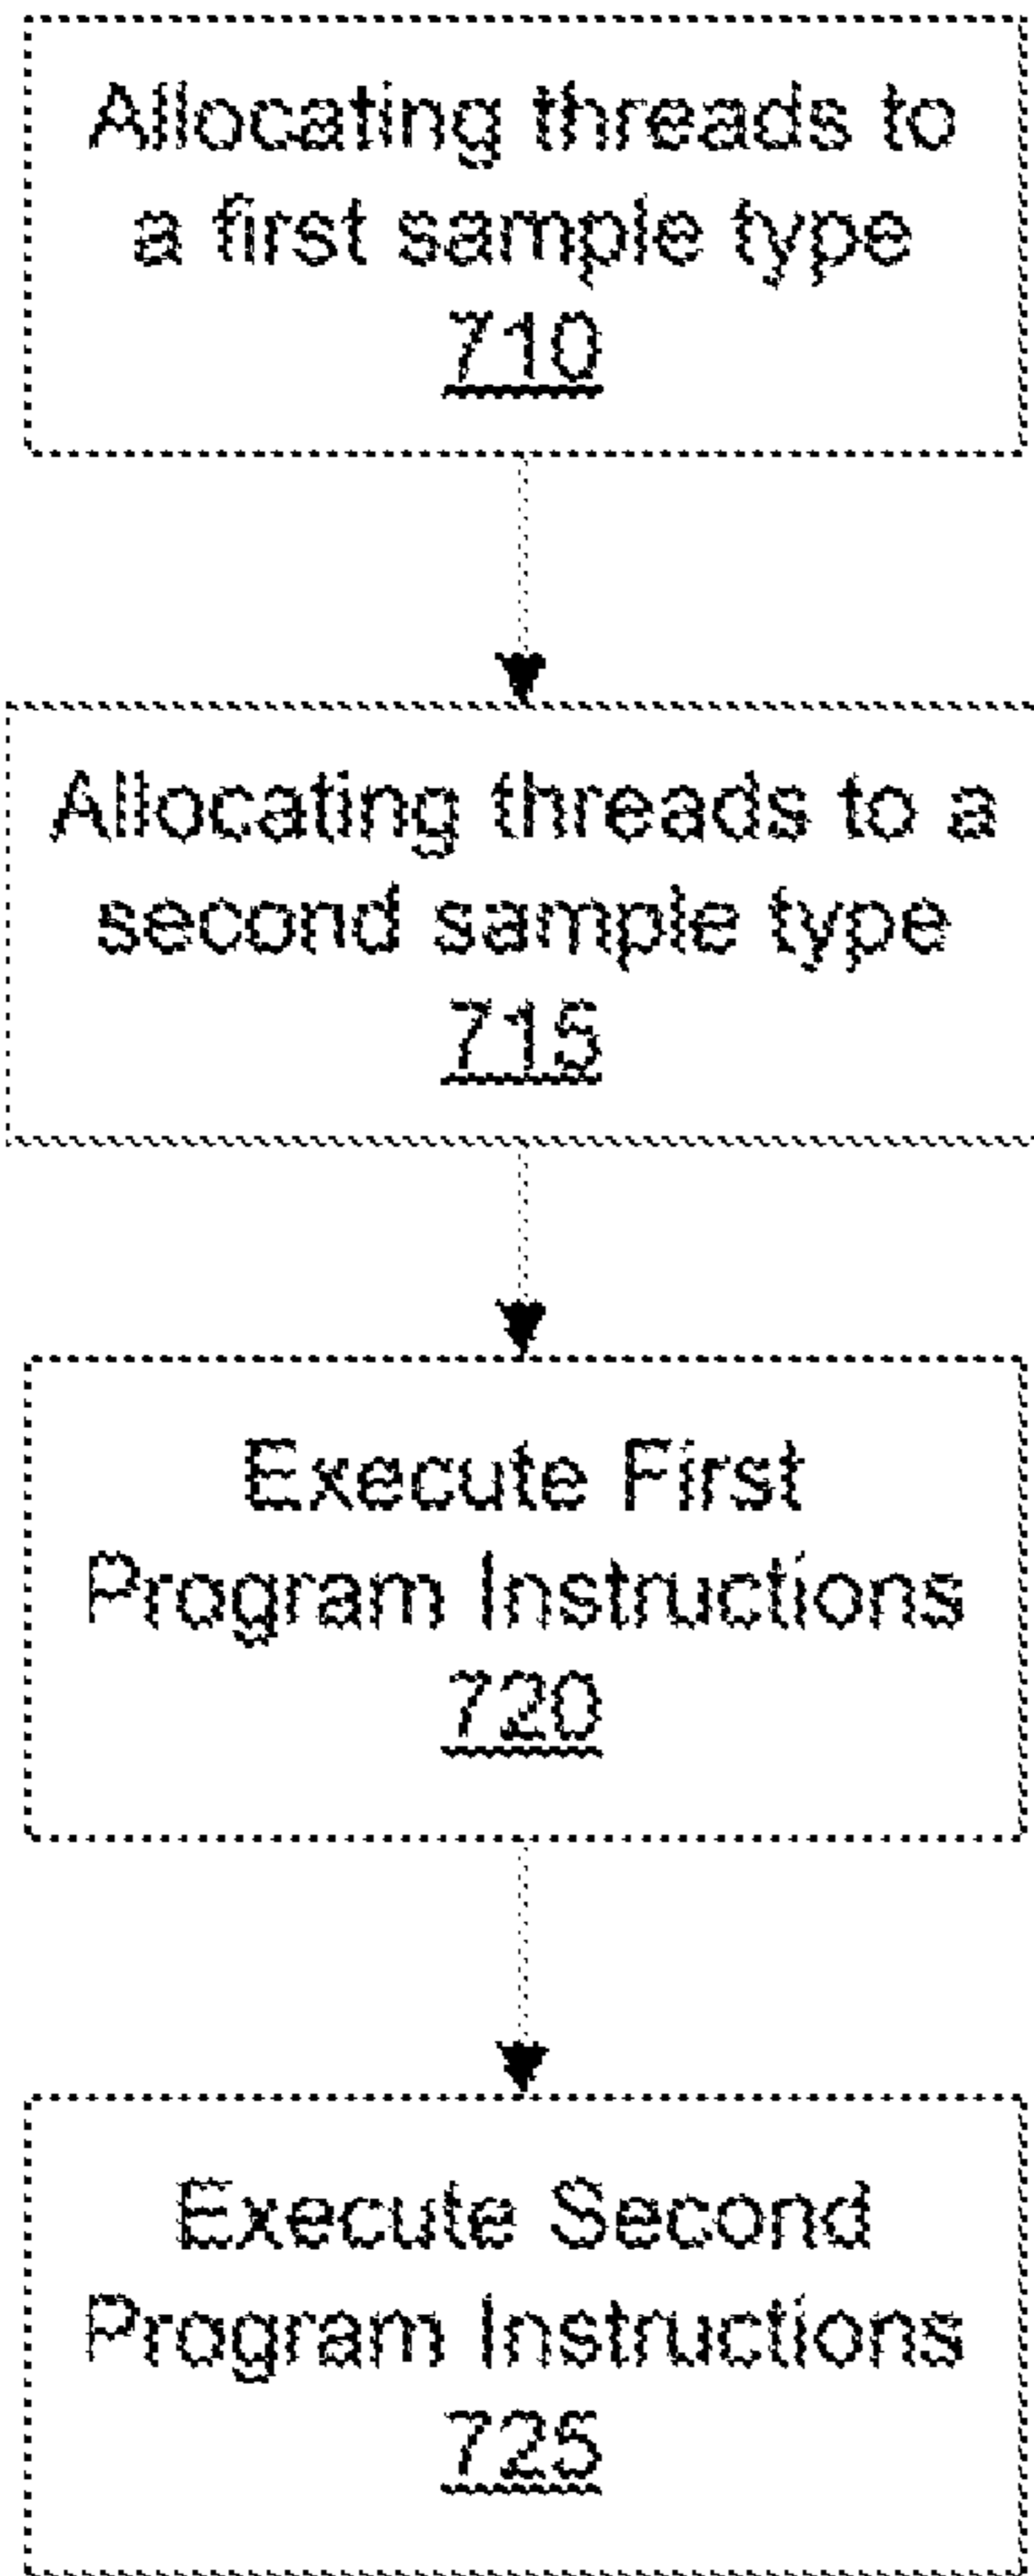 Allocating threads to
a first sample type
710
Allocating threads to a
second sample type
715
Execute First
Program Instructions
720
Execute Second
Program Instructions
725